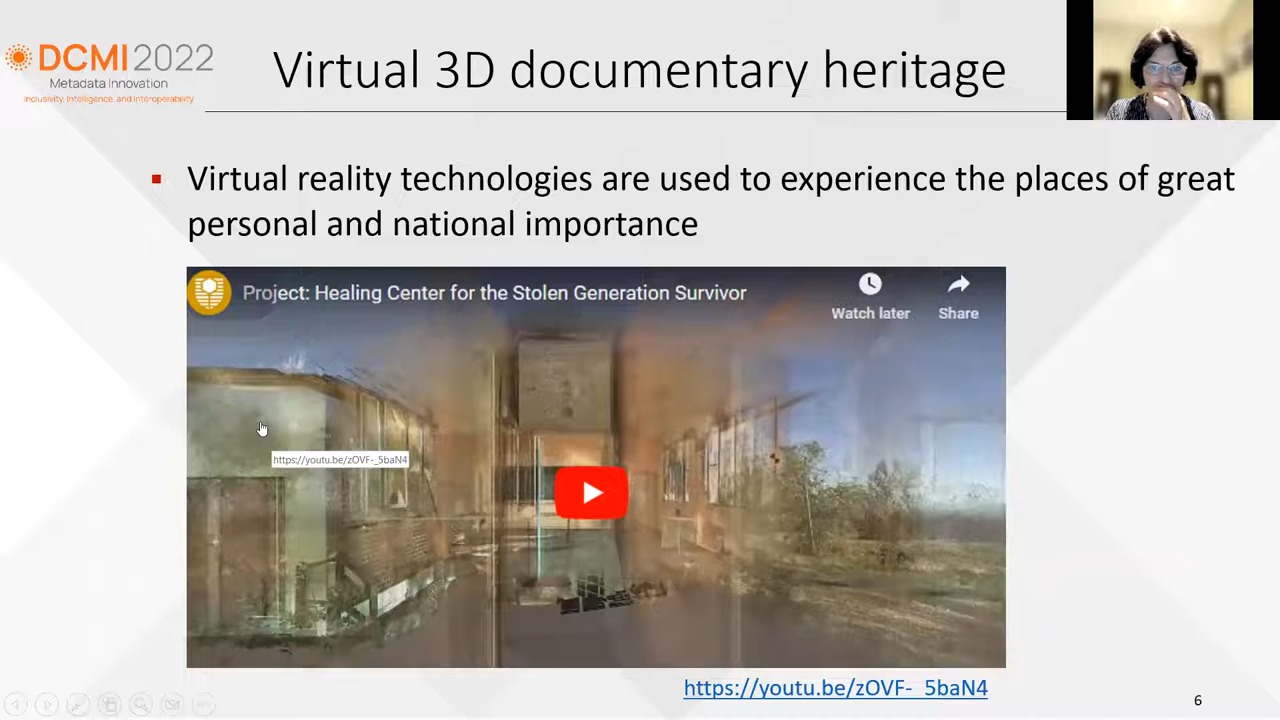 DCMI 2022
Metadata Innovation
Inclusivity, Intelligence, and Interoperability
Virtual 3D documentary heritage
Virtual reality technologies are used to experience the places of great
personal and national importance
Project: Healing Center for the Stolen Generation Survivor
Watch later
Share
https://youtu.be/zOVF-_5baN4
https://youtu.be/zOVF-_5baN4
6